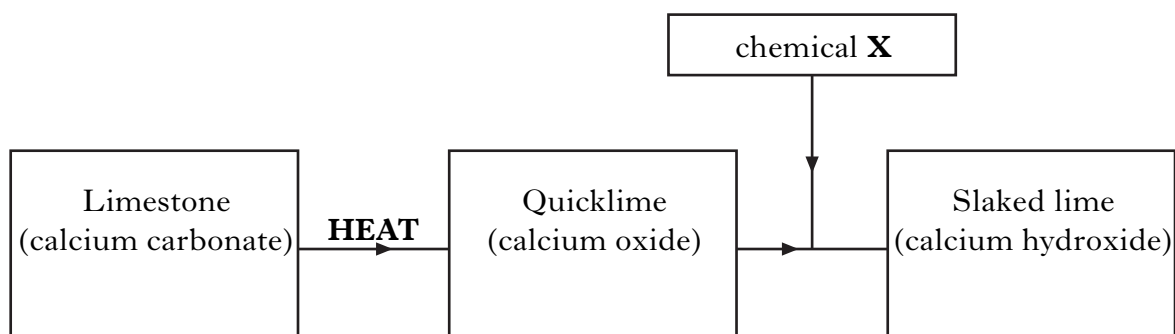 chemical X
Limestone
(calcium carbonate)
HEAT
Quicklime
(calcium oxide)
Slaked lime
(calcium hydroxide)